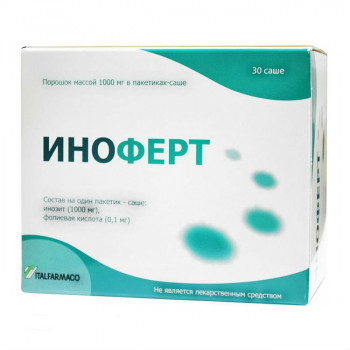 30 саше
Порошок массой 1000 мг в пакетиках-саше
ИНОФЕРТ
Состав на один пакетик - саше:
инозит (1000 мг),
фолиевая кислота (0,1 мг)
ITALFARMACO
Не является лекарственным средством